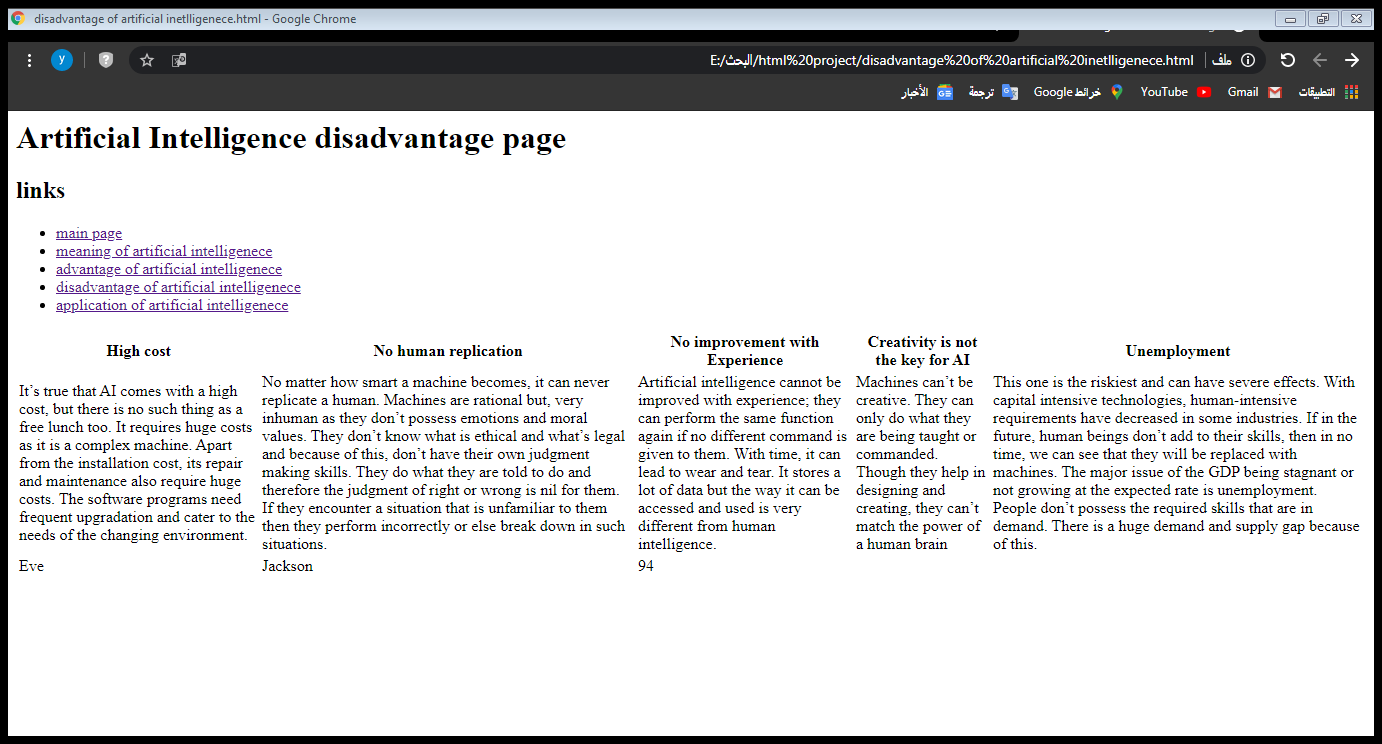 disadvantage of artificial inetlligenece.html - Google Chrome
y
E:/البحث/html%20project/disadvantage%20of%20artificial%20inetlligenece.html
ملف
الأخبار
ترجمة
خرائط Google
YouTube
Gmail
التطبيقات
Artificial Intelligence disadvantage page
links
main page
meaning of artificial intelligenece
advantage of artificial intelligenece
disadvantage of artificial intelligenece
application of artificial intelligenece
High cost
It’s true that AI comes with a high
cost, but there is no such thing as a
free lunch too. It requires huge costs
as it is a complex machine. Apart
from the installation cost, its repair
and maintenance also require huge
costs. The software programs need
frequent upgradation and cater to the
needs of the changing environment.
No human replication
No matter how smart a machine becomes, it can never
replicate a human. Machines are rational but, very
inhuman as they don’t possess emotions and moral
values. They don’t know what is ethical and what’s legal
and because of this, don’t have their own judgment
making skills. They do what they are told to do and
therefore the judgment of right or wrong is nil for them.
If they encounter a situation that is unfamiliar to them
then they perform incorrectly or else break down in such
situations.
No improvement with
Experience
Artificial intelligence cannot be
improved with experience; they
can perform the same function
again if no different command is
given to them. With time, it can
lead to wear and tear. It stores a
lot of data but the way it can be
accessed and used is very
different from human
intelligence.
Creativity is not
the key for AI
Machines can’t be
creative. They can
only do what they
are being taught or
commanded.
Though they help in
designing and
creating, they can’t
match the power of
a human brain
Unemployment
This one is the riskiest and can have severe effects. With
capital intensive technologies, human-intensive
requirements have decreased in some industries. If in the
future, human beings don’t add to their skills, then in no
time, we can see that they will be replaced with
machines. The major issue of the GDP being stagnant or
not growing at the expected rate is unemployment.
People don’t possess the required skills that are in
demand. There is a huge demand and supply gap because
of this.
Eve
Jackson
94